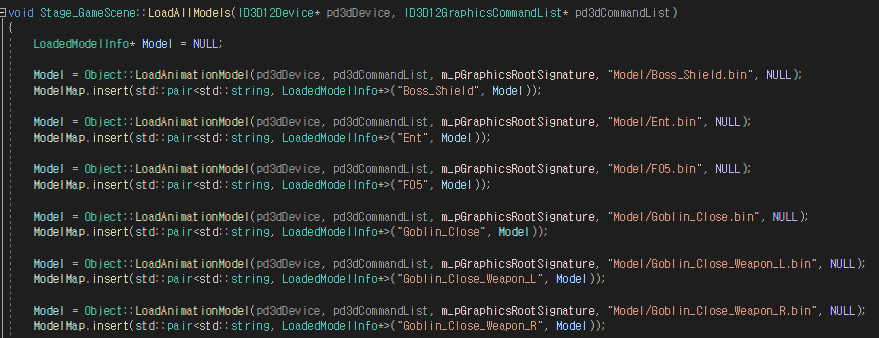 void Stage_GameScene::LoadAllModels(ID3D12Device* pd3dDevice, ID3D12GraphicsCommandList* pd3dCommandList)
{
LoadedModelInfo* Model = NULL;
Model = Object::LoadAnimationModel(pd3dDevice, pd3dCommandList, m_pGraphicsRootSignature, "Model/Boss_Shield.bin", NULL);
ModelMap.insert(std::pair<std::string, LoadedModelInfo*>("Boss_Shield", Model));
Model = Object::LoadAnimationModel(pd3dDevice, pd3dCommandList, m_pGraphicsRootSignature, "Model/Ent.bin", NULL);
ModelMap.insert(std::pair<std::string, LoadedModelInfo*>("Ent", Model));
Model = Object::LoadAnimationModel(pd3dDevice, pd3dCommandList, m_pGraphicsRootSignature, "Model/F05.bin", NULL);
ModelMap.insert(std::pair<std::string, LoadedModelInfo*>("F05", Model));
Model = Object::LoadAnimationModel(pd3dDevice, pd3dCommandList, m_pGraphicsRootSignature, "Model/Goblin_Close.bin", NULL);
ModelMap.insert(std::pair<std::string, LoadedModelInfo*>("Goblin_Close", Model));
Model = Object::LoadAnimationModel(pd3dDevice, pd3dCommandList, m_pGraphicsRootSignature, "Model/Goblin_Close_Weapon_L.bin", NULL);
ModelMap.insert(std::pair<std::string, LoadedModelInfo*>("Goblin_Close_Weapon_L", Model));
Model = Object::LoadAnimationModel(pd3dDevice, pd3dCommandList, m_pGraphicsRootSignature, "Model/Goblin_Close_Weapon_R.bin", NULL);
ModelMap.insert(std::pair<std::string, LoadedModelInfo*>("Goblin_Close_Weapon_R", Model));